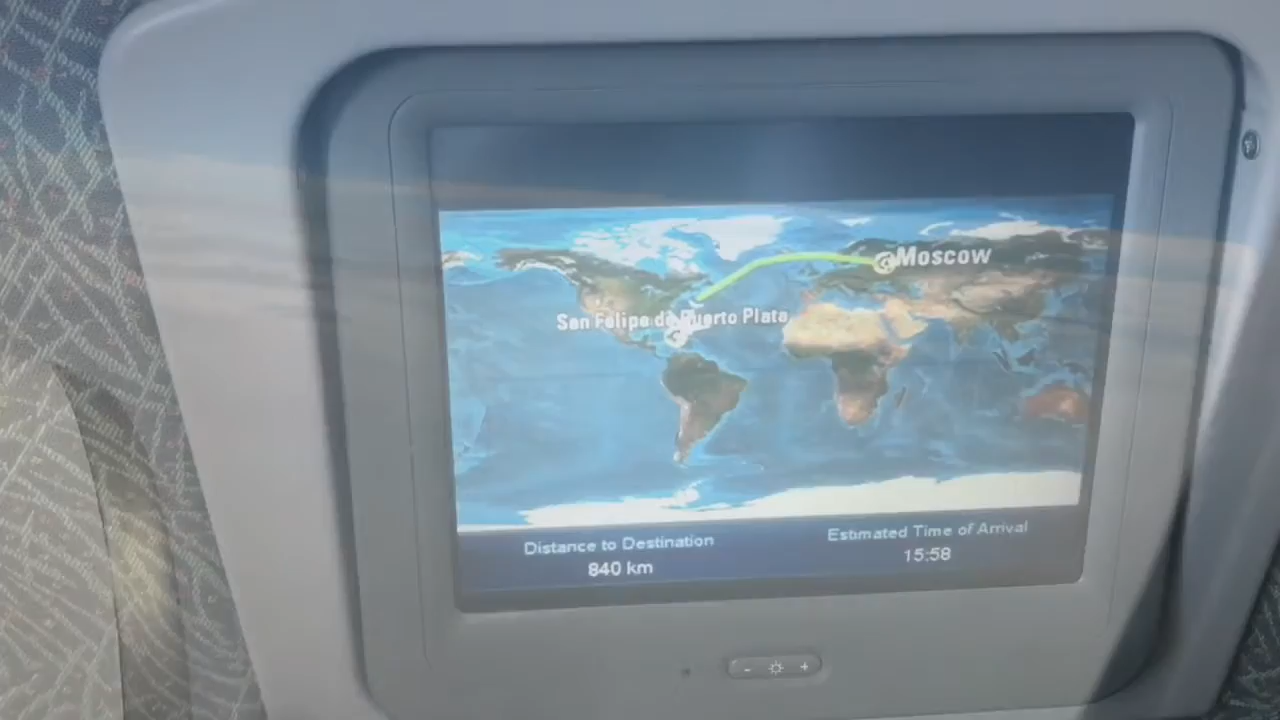 Moscow
San Felipe de Puerto Plata
Distance to Destination
840 km
Estimated Time of Arrival
15:58
- +